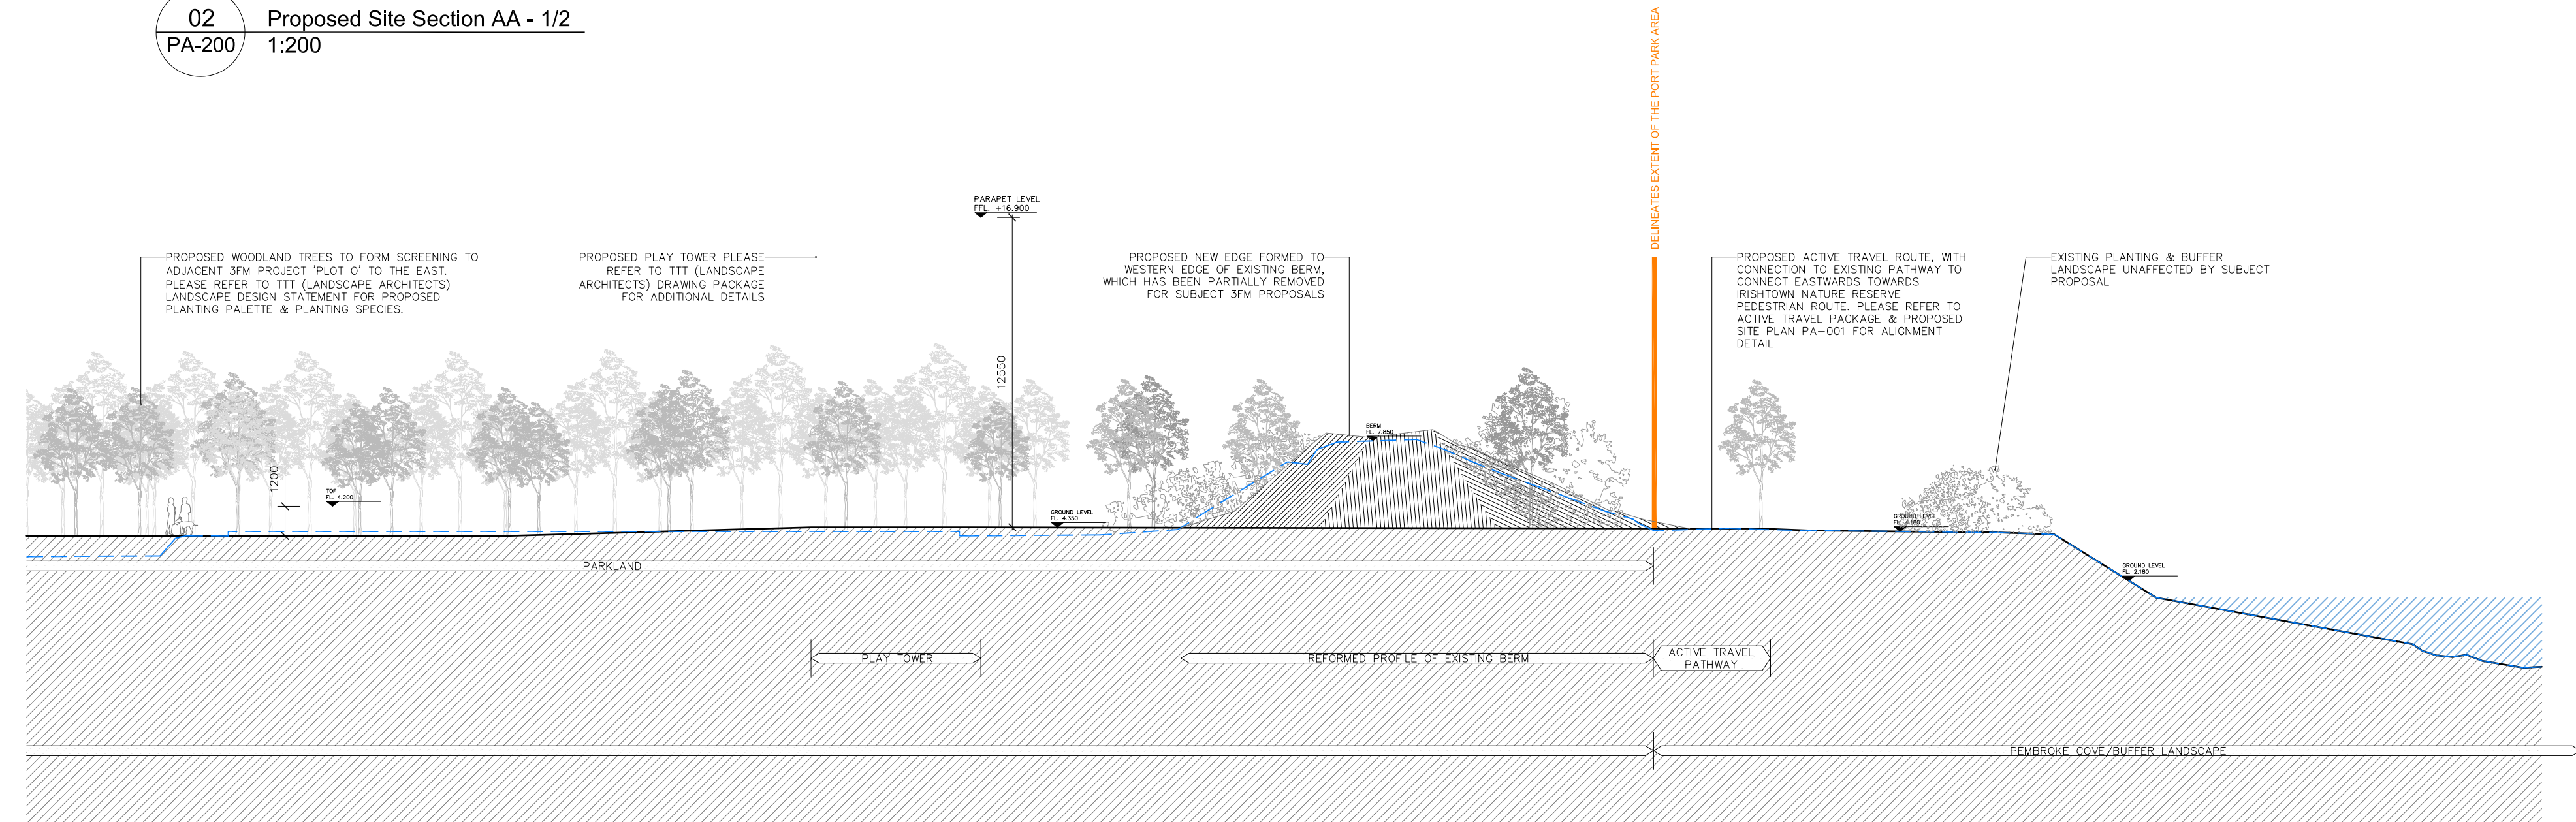 02
PA-200
Proposed Site Section AA - 1/2
1:200
DELINEATES EXTENT OF THE PORT PARK AREA
PARAPET LEVEL
FFL. +16.900
PROPOSED WOODLAND TREES TO FORM SCREENING TO
ADJACENT 3FM PROJECT 'PLOT O' TO THE EAST.
PLEASE REFER TO TTT (LANDSCAPE ARCHITECTS)
LANDSCAPE DESIGN STATEMENT FOR PROPOSED
PLANTING PALETTE & PLANTING SPECIES.
PROPOSED PLAY TOWER PLEASE
REFER TO TTT (LANDSCAPE
ARCHITECTS) DRAWING PACKAGE
FOR ADDITIONAL DETAILS
PROPOSED NEW EDGE FORMED TO
WESTERN EDGE OF EXISTING BERM,
WHICH HAS BEEN PARTIALLY REMOVED
FOR SUBJECT 3FM PROPOSALS
PROPOSED ACTIVE TRAVEL ROUTE, WITH
CONNECTION TO EXISTING PATHWAY TO
CONNECT EASTWARDS TOWARDS
IRISHTOWN NATURE RESERVE
PEDESTRIAN ROUTE. PLEASE REFER TO
ACTIVE TRAVEL PACKAGE & PROPOSED
SITE PLAN PA-001 FOR ALIGNMENT
DETAIL
EXISTING PLANTING & BUFFER
LANDSCAPE UNAFFECTED BY SUBJECT
PROPOSAL
12550
BERM
FL. 7.850
1200
TOF
FL. 4.200
GROUND LEVEL
FL. 4.350
GROUND LEVEL
FL.
GROUND LEVEL
FL. 2.180
PARKLAND
PLAY TOWER
REFORMED PROFILE OF EXISTING BERM
ACTIVE TRAVEL
PATHWAY
PEMBROKE COVE/BUFFER LANDSCAPE